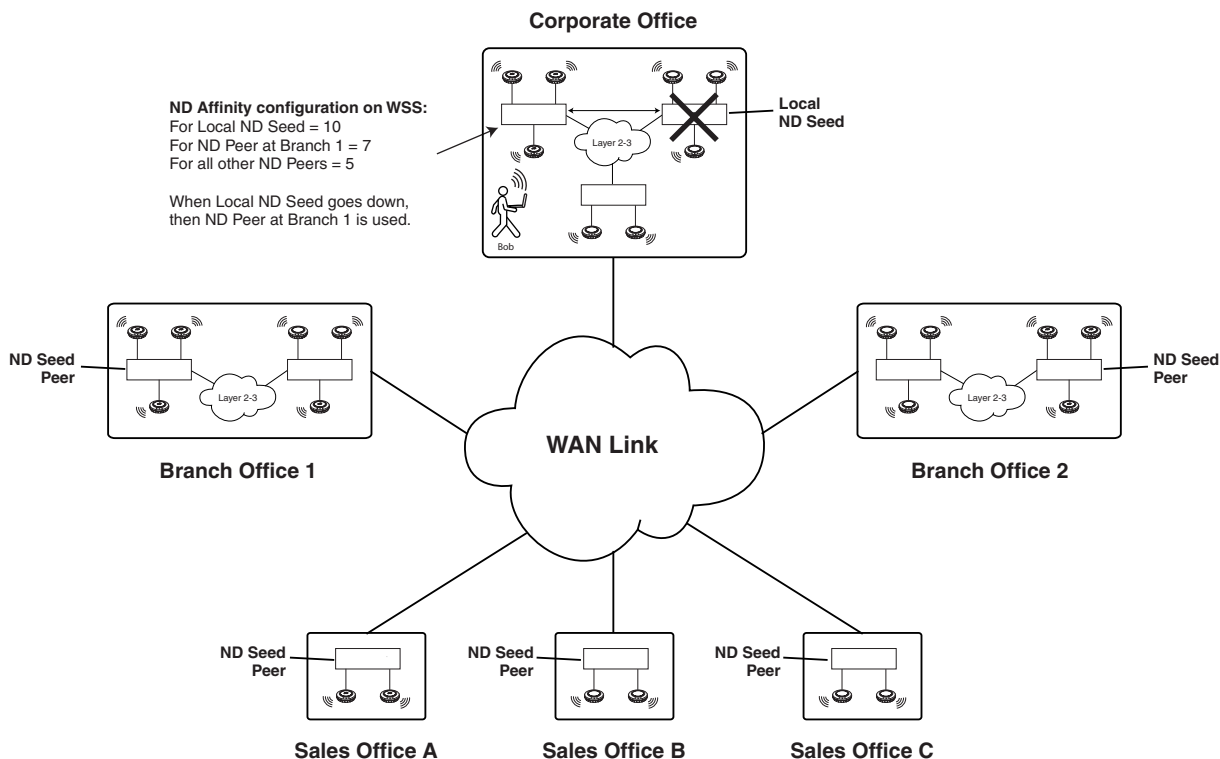 Corporate Office
ND Affinity configuration on WSS:
For Local ND Seed = 10
For ND Peer at Branch 1 = 7
For all other ND Peers = 5
When Local ND Seed goes down,
then ND Peer at Branch 1 is used.
Local
ND Seed
Layer 2-3
Bob
ND Seed
Peer
Layer 2-3
Branch Office 1
WAN Link
Layer 2-3
ND Seed
Peer
Branch Office 2
ND Seed
Peer
Sales Office A
ND Seed
Peer
Sales Office B
ND Seed
Peer
Sales Office C